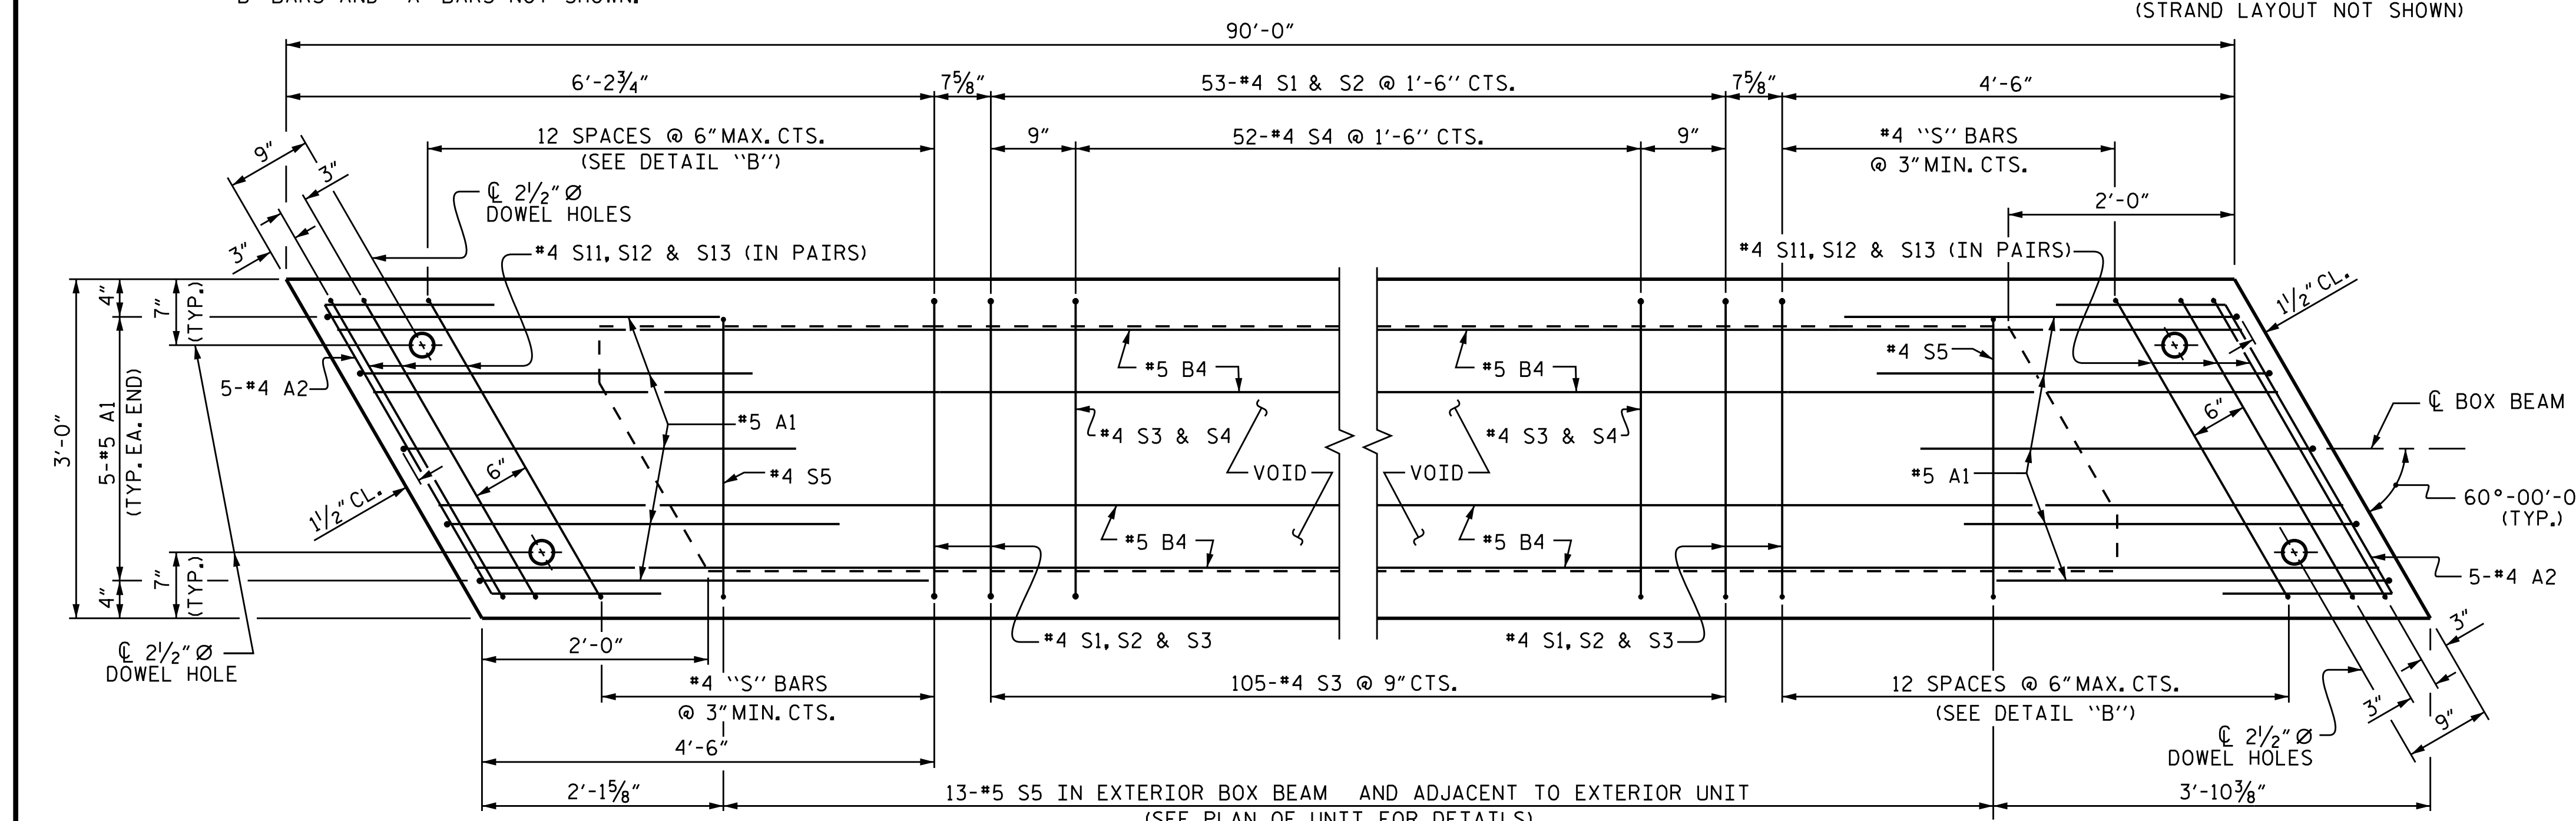 (STRAND LAYOUT NOT SHOWN)
90'-0"
6'-2¾"
7⅝"
53-#4 S1 & S2 @ 1'-6" CTS.
7⅝"
4'-6"
12 SPACES @ 6" MAX. CTS.
(SEE DETAIL "B")
9"
52-#4 S4 @ 1'-6" CTS.
9"
#4 "S" BARS
@ 3" MIN. CTS.
2'-0"
9"
3"
3"
℄ 2½" Ø
DOWEL HOLES
#4 S11, S12 & S13 (IN PAIRS)
#4 S11, S12 & S13 (IN PAIRS)
1½" CL.
4"
7"
(TYP.)
3'-0"
5-#5 A1
(TYP. EA. END)
5-#4 A2
#5 A1
#4 S5
6"
1½" CL.
#5 B4
#5 B4
#4 S3 & S4
#4 S3 & S4
VOID
VOID
#5 B4
#5 B4
#4 S5
6"
#5 A1
℄ BOX BEAM
60°-00'-0
(TYP.)
5-#4 A2
4"
7"
(TYP.)
℄ 2½" Ø
DOWEL HOLE
2'-0"
#4 S1, S2 & S3
#4 S1, S2 & S3
#4 "S" BARS
@ 3" MIN. CTS.
105-#4 S3 @ 9" CTS.
12 SPACES @ 6" MAX. CTS.
(SEE DETAIL "B")
3"
3"
9"
℄ 2½" Ø
DOWEL HOLES
4'-6"
2'-1⅝"
13-#5 S5 IN EXTERIOR BOX BEAM AND ADJACENT TO EXTERIOR UNIT
(SEE PLAN OF UNIT FOR DETAILS)
3'-10⅜"